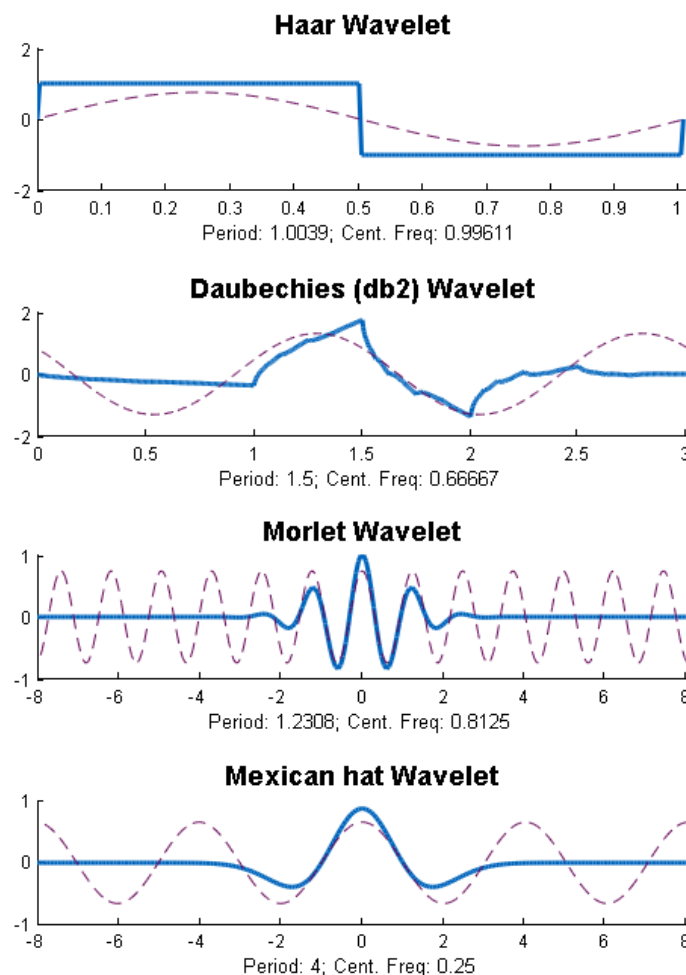 Haar Wavelet
2
0
-2
0 0.1 0.2 0.3 0.4 0.5 0.6 0.7 0.8 0.9 1
Period: 1.0039; Cent. Freq: 0.99611
Daubechies (db2) Wavelet
2
0
-2
0 0.5 1 1.5 2 2.5 3
Period: 1.5; Cent. Freq: 0.66667
Morlet Wavelet
1
0
-1
-8 -6 -4 -2 0 2 4 6 8
Period: 1.2308; Cent. Freq: 0.8125
Mexican hat Wavelet
1
0
-1
-8 -6 -4 -2 0 2 4 6 8
Period: 4; Cent. Freq: 0.25